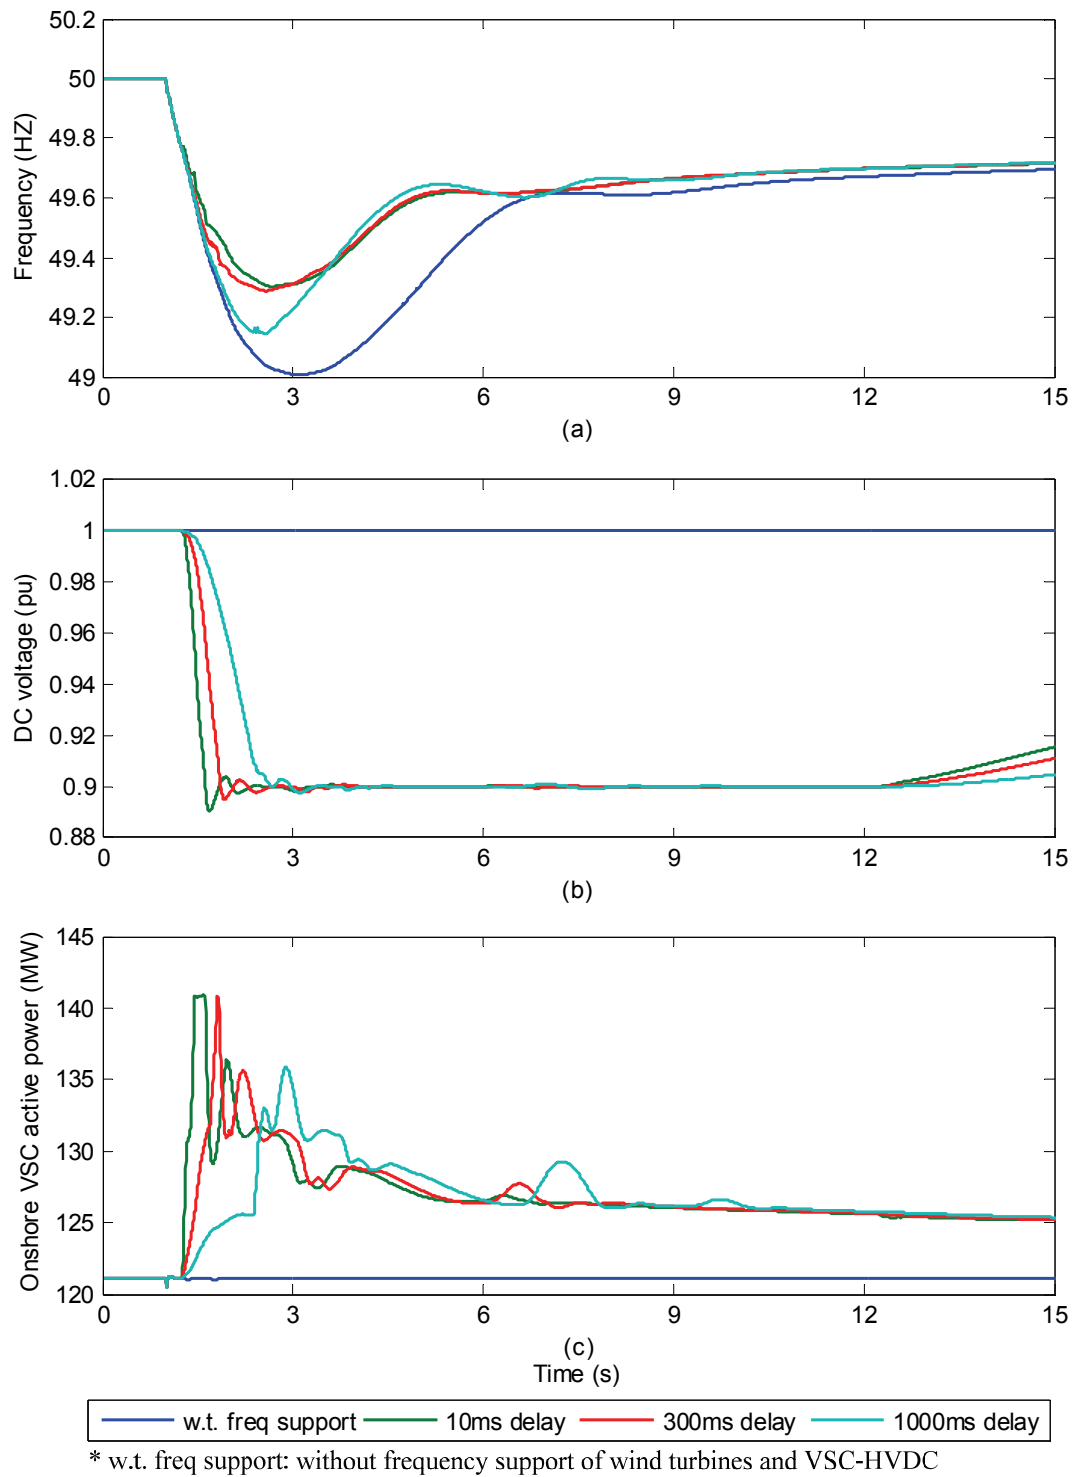 50.2
50
49.8
49.6
49.4
49.2
49
Frequency (HZ)
0 3 6 9 12 15
(a)
1.02
1
0.98
0.96
0.94
0.92
0.9
0.88
DC voltage (pu)
0 3 6 9 12 15
(b)
145
140
135
130
125
120
Onshore VSC active power (MW)
0 3 6 9 12 15
(c)
Time (s)
w.t. freq support 10ms delay 300ms delay 1000ms delay
* w.t. freq support: without frequency support of wind turbines and VSC-HVDC